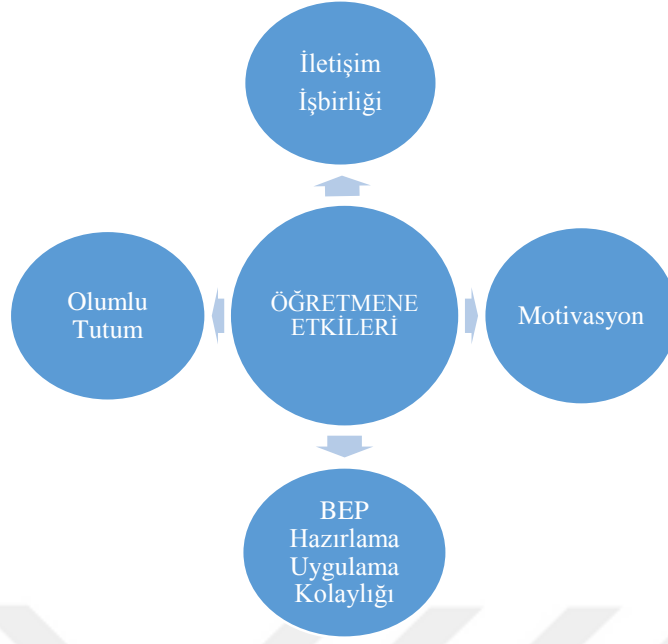 İletişim
İşbirliği
Olumlu
Tutum
ÖĞRETMENE
ETKİLERİ
Motivasyon
BEP
Hazırlama
Uygulama
Kolaylığı